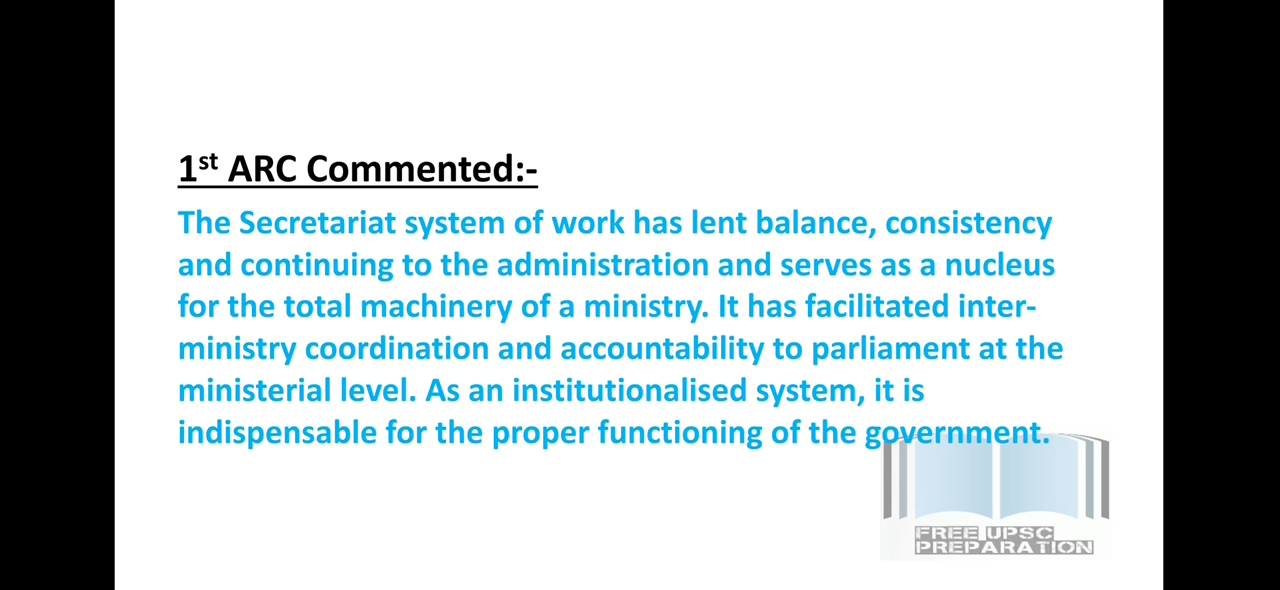 1st ARC Commented:-
The Secretariat system of work has lent balance, consistency
and continuing to the administration and serves as a nucleus
for the total machinery of a ministry. It has facilitated inter-
ministry coordination and accountability to parliament at the
ministerial level. As an institutionalised system, it is
indispensable for the proper functioning of the government.
FREE UPSC
PREPARATION